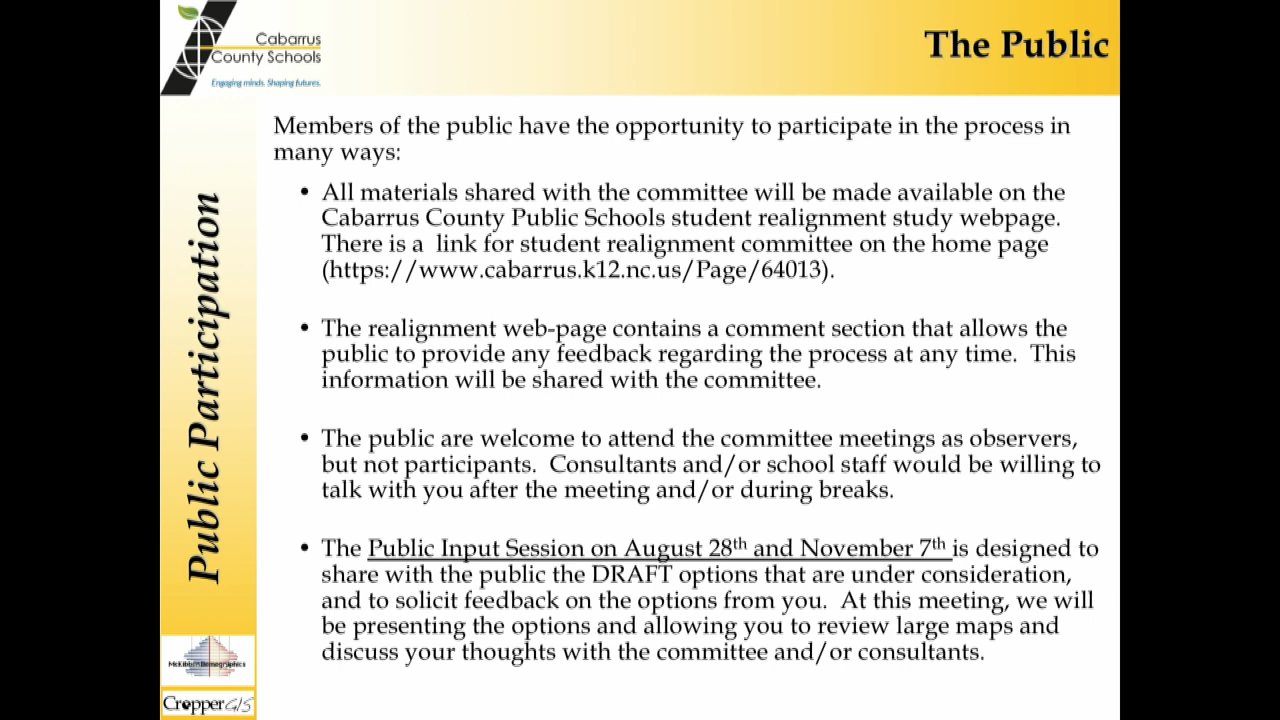 Cabarrus
County Schools
Engaging minds. Shaping futures.
The Public
Public Participation
Members of the public have the opportunity to participate in the process in
many ways:
• All materials shared with the committee will be made available on the
Cabarrus County Public Schools student realignment study webpage.
There is a  link for student realignment committee on the home page
(https://www.cabarrus.k12.nc.us/Page/64013).
• The realignment web-page contains a comment section that allows the
public to provide any feedback regarding the process at any time.  This
information will be shared with the committee.
• The public are welcome to attend the committee meetings as observers,
but not participants.  Consultants and/or school staff would be willing to
talk with you after the meeting and/or during breaks.
• The Public Input Session on August 28th and November 7th is designed to
share with the public the DRAFT options that are under consideration,
and to solicit feedback on the options from you.  At this meeting, we will
be presenting the options and allowing you to review large maps and
discuss your thoughts with the committee and/or consultants.
McKibben Demographics
Cropper GIS